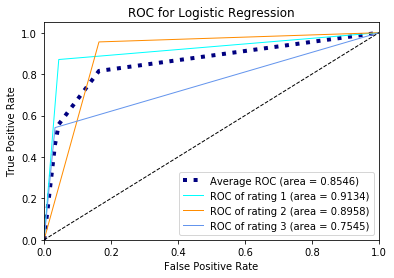 ROC for Logistic Regression
True Positive Rate
1.0
0.8
0.6
0.4
0.2
0.0
Average ROC (area = 0.8546)
ROC of rating 1 (area = 0.9134)
ROC of rating 2 (area = 0.8958)
ROC of rating 3 (area = 0.7545)
0.0 0.2 0.4 0.6 0.8 1.0
False Positive Rate